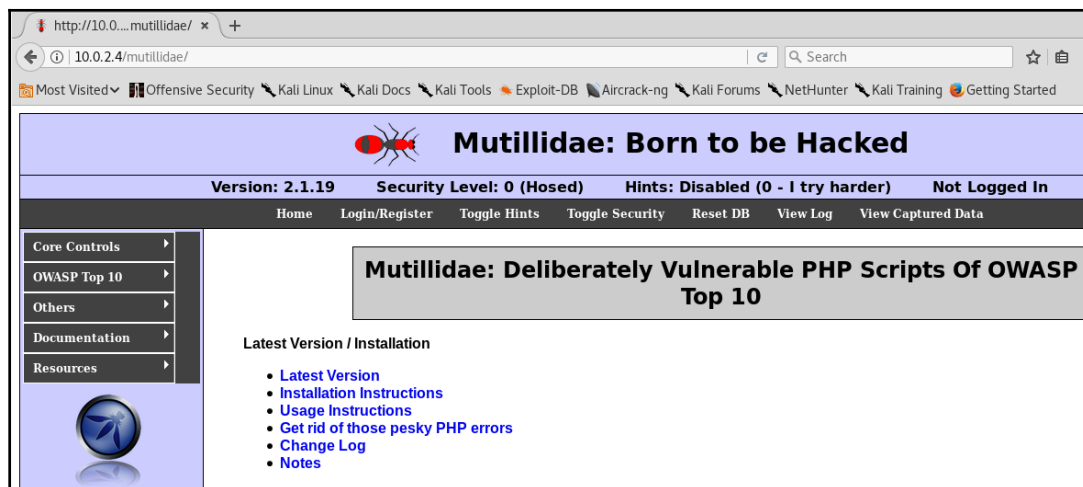 http://10.0....mutillidae/ × +
10.0.2.4/mutillidae/ Search
Most Visited Offensive Security Kali Linux Kali Docs Kali Tools Exploit-DB Aircrack-ng Kali Forums NetHunter Kali Training Getting Started
Mutillidae: Born to be Hacked
Version: 2.1.19 Security Level: 0 (Hosed) Hints: Disabled (0 - I try harder) Not Logged In
Home Login/Register Toggle Hints Toggle Security Reset DB View Log View Captured Data
Core Controls
OWASP Top 10
Others
Documentation
Resources
Mutillidae: Deliberately Vulnerable PHP Scripts Of OWASP
Top 10
Latest Version / Installation
Latest Version
Installation Instructions
Usage Instructions
Get rid of those pesky PHP errors
Change Log
Notes